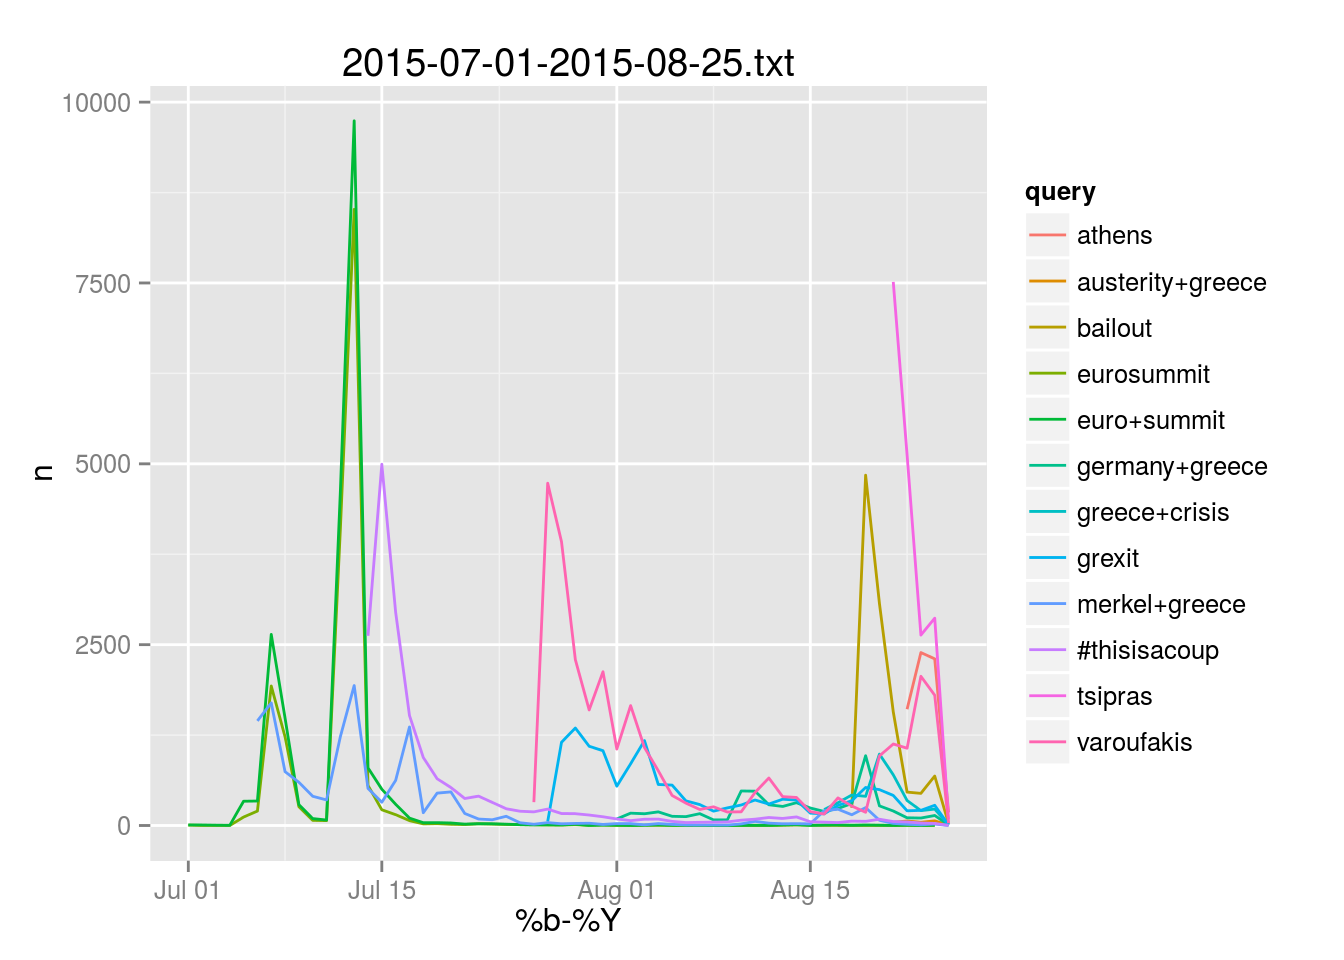 2015-07-01-2015-08-25.txt
10000
7500
5000
2500
0
n
Jul 01
Jul 15
Aug 01
Aug 15
%b-%Y
query
athens
austerity+greece
bailout
eurosummit
euro+summit
germany+greece
greece+crisis
grexit
merkel+greece
#thisisacoup
tsipras
varoufakis